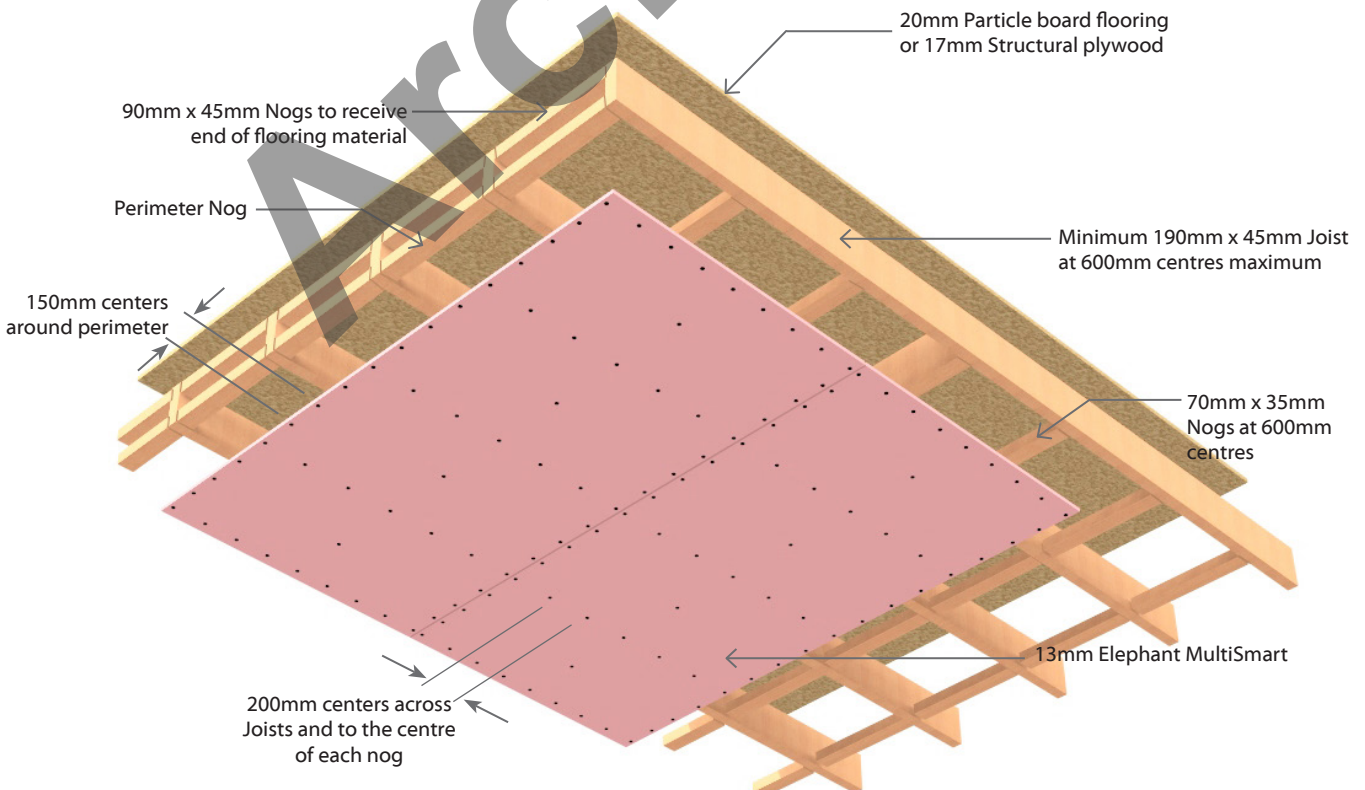 20mm Particle board flooring
or 17mm Structural plywood
90mm x 45mm Nogs to receive
end of flooring material
Perimeter Nog
Minimum 190mm x 45mm Joist
at 600mm centres maximum
150mm centers
around perimeter
70mm x 35mm
Nogs at 600mm
centres
13mm Elephant MultiSmart
200mm centers across
Joists and to the centre
of each nog